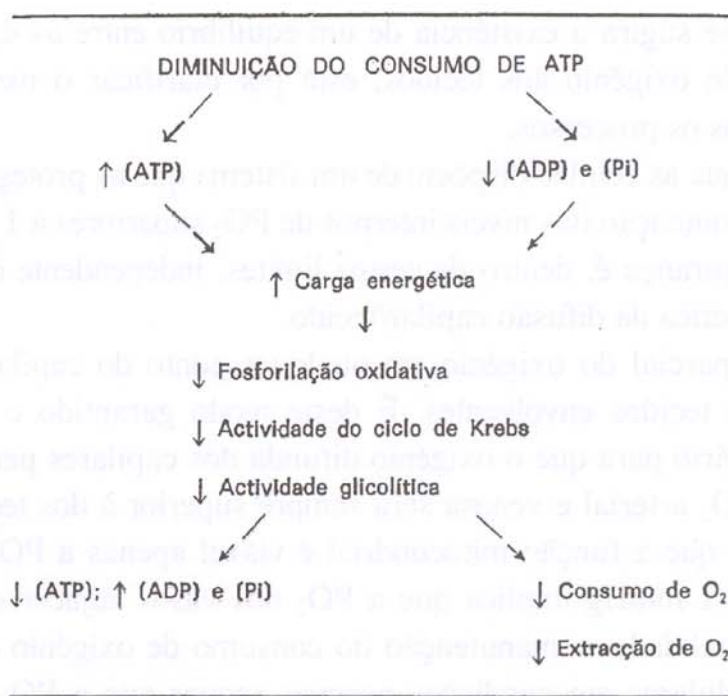 DIMINUIÇÃO DO CONSUMO DE ATP
↑ (ATP) ↓ (ADP) e (Pi)
↑ Carga energética
↓
↓ Fosforilação oxidativa
↓ Actividade do ciclo de Krebs
↓ Actividade glicolítica
↓ (ATP); ↑ (ADP) e (Pi) ↓ Consumo de O₂
↓ Extracção de O₂